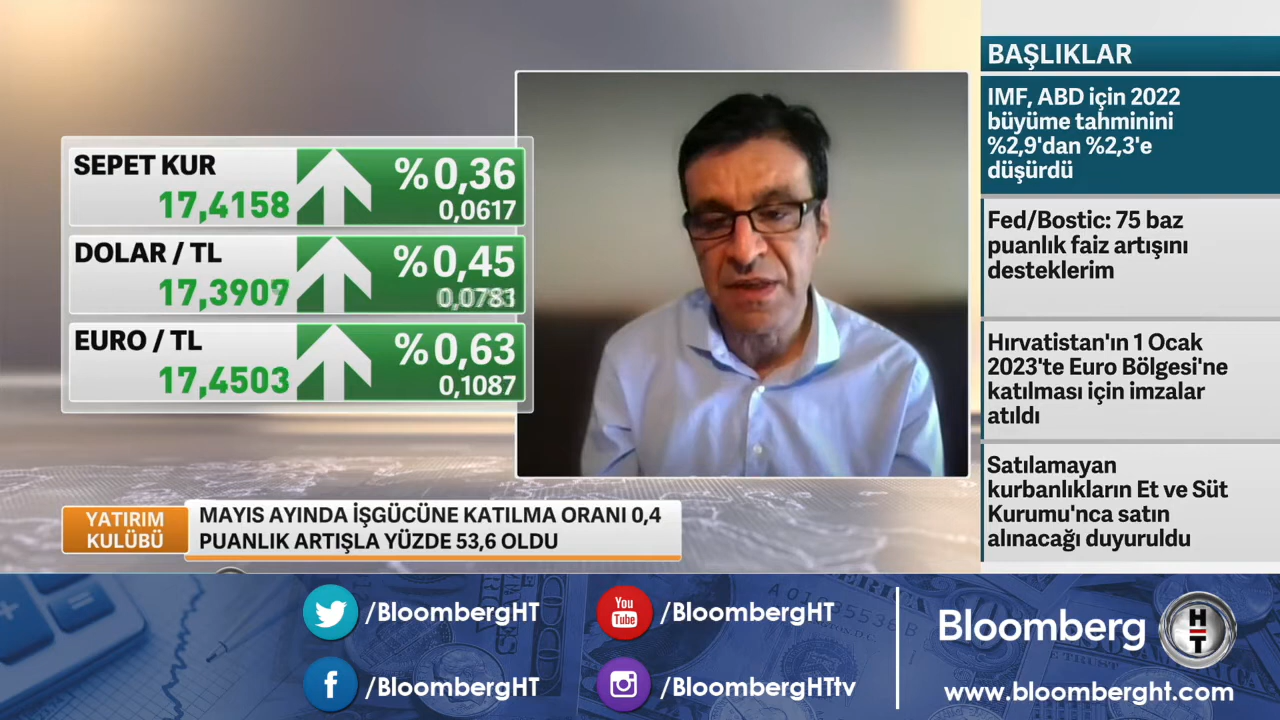 SEPET KUR
17,4158
%0,36
0,0617
DOLAR / TL
17,3907
%0,45
EURO / TL
17,4503
%0,63
0,1087
YATIRIM
KULÜBÜ
MAYIS AYINDA İŞGÜCÜNE KATILMA ORANI 0,4
PUANLIK ARTIŞLA YÜZDE 53,6 OLDU
BAŞLIKLAR
IMF, ABD için 2022
büyüme tahminini
%2,9'dan %2,3'e
düşürdü
Fed/Bostic: 75 baz
puanlık faiz artışını
desteklerim
Hırvatistan'ın 1 Ocak
2023'te Euro Bölgesi'ne
katılması için imzalar
atıldı
Satılamayan
kurbanlıkların Et ve Süt
Kurumu'nca satın
alınacağı duyuruldu
/BloombergHT
You
Tube
/BloombergHT
f
/BloombergHT
/BloombergHTtv
Bloomberg
HT
www.bloomberght.com